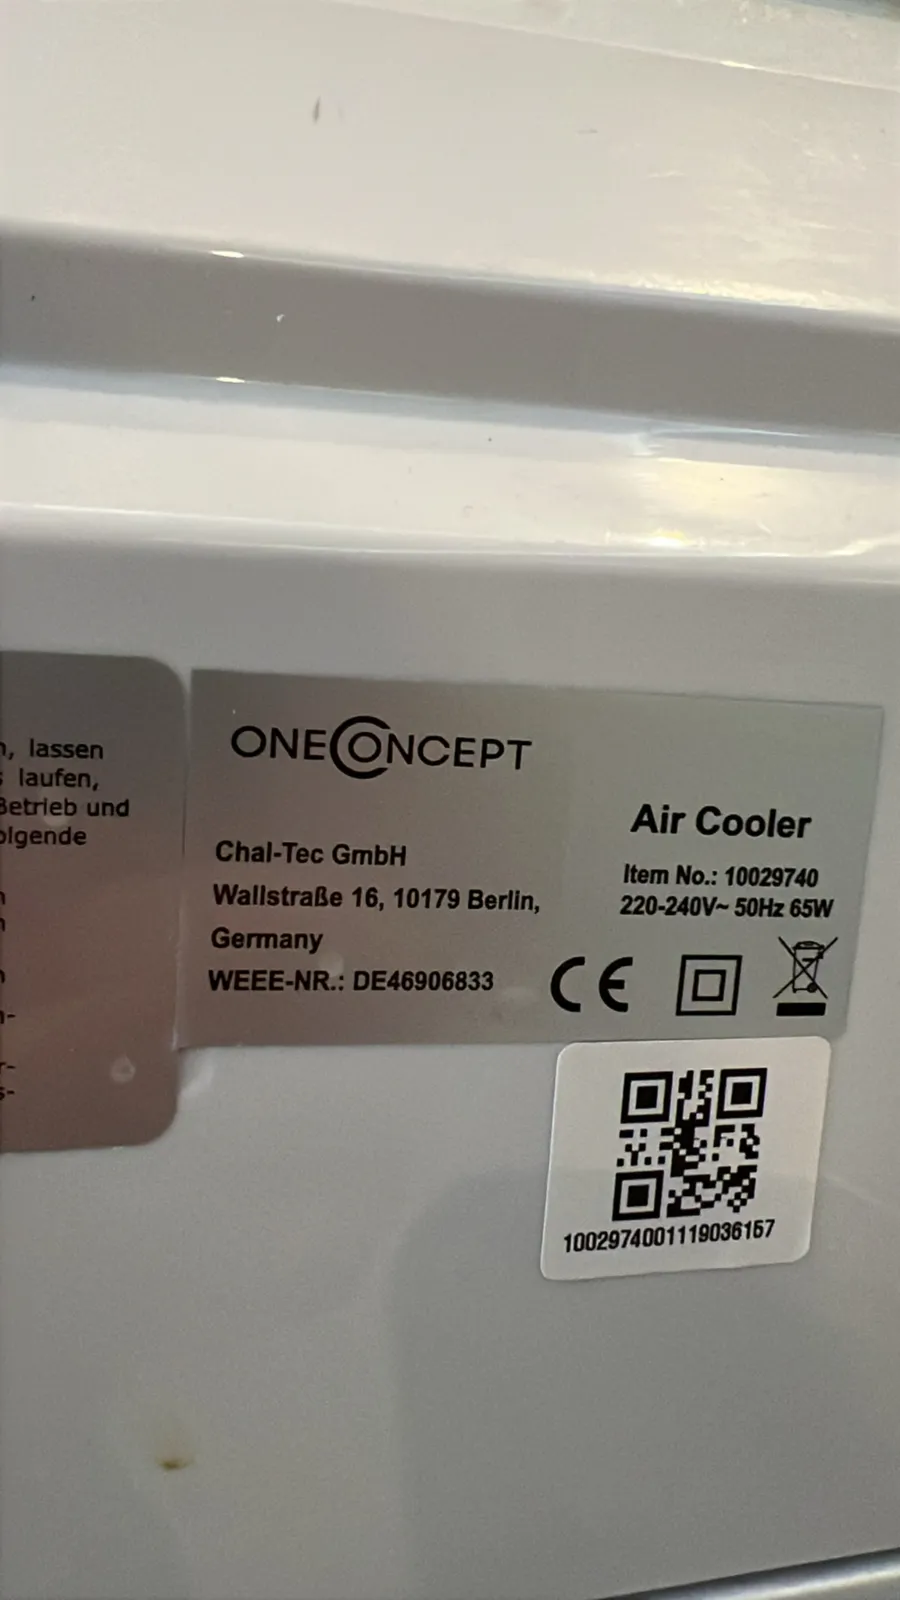 , lassen
laufen,
Betrieb und
olgende
ONECONCEPT
Chal-Tec GmbH
Wallstraße 16, 10179 Berlin,
Germany
WEEE-NR.: DE46906833
Air Cooler
Item No.: 10029740
220-240V~ 50Hz 65W
CE
1002974001119036157